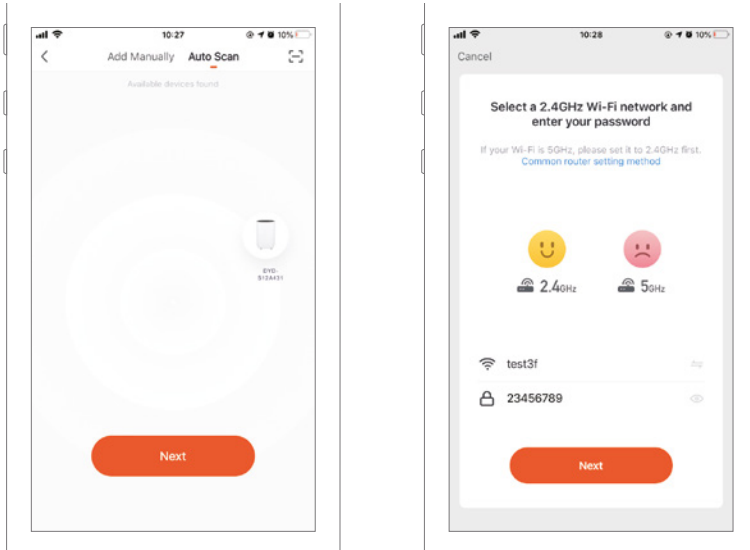 10:27
10%
Add Manually Auto Scan
Available devices found
Next
10:28
10%
Cancel
Select a 2.4GHz Wi-Fi network and
enter your password
If your Wi-Fi is 5GHz, please set it to 2.4GHz first.
Common router setting method
2.4GHz 5GHz
test3f
23456789
Next